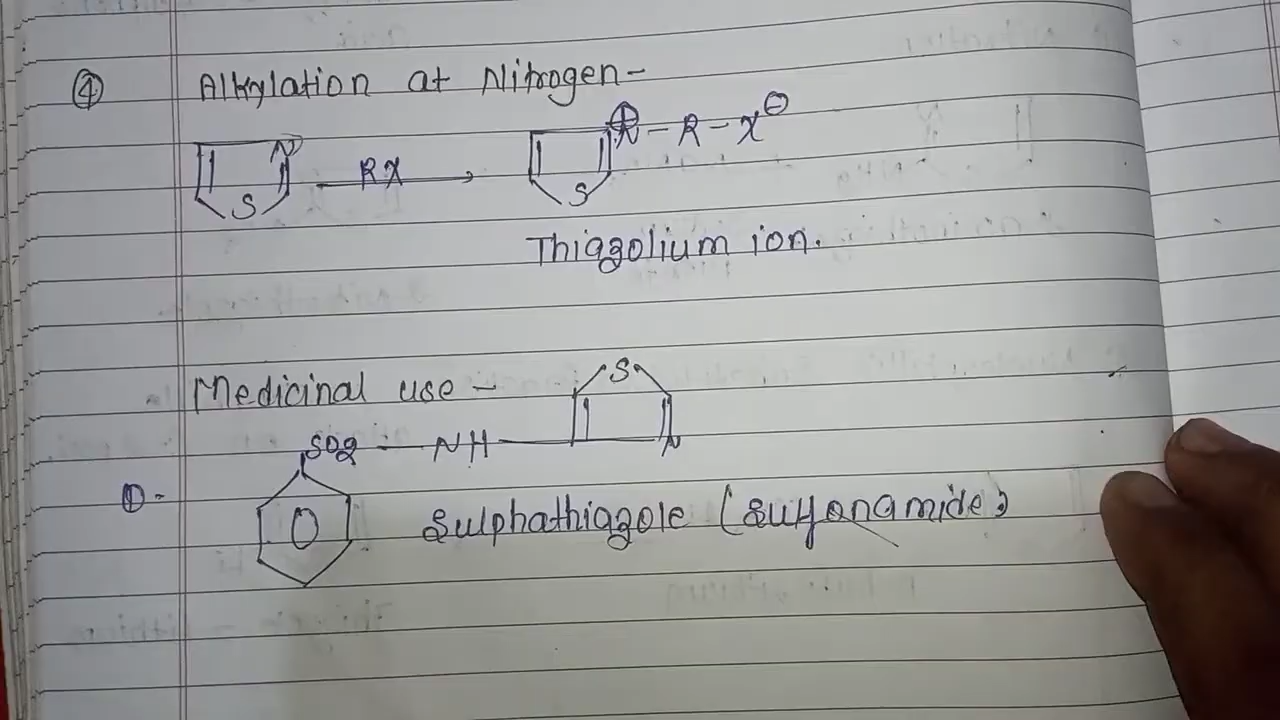 ④ Alkylation at Nitrogen-
N
S
RX
S
⊕N - R - X⊖
Thiazolium ion.
Medicinal use -
S
N
SO2 - NH
①-
Sulphathiazole (Sulfonamide)